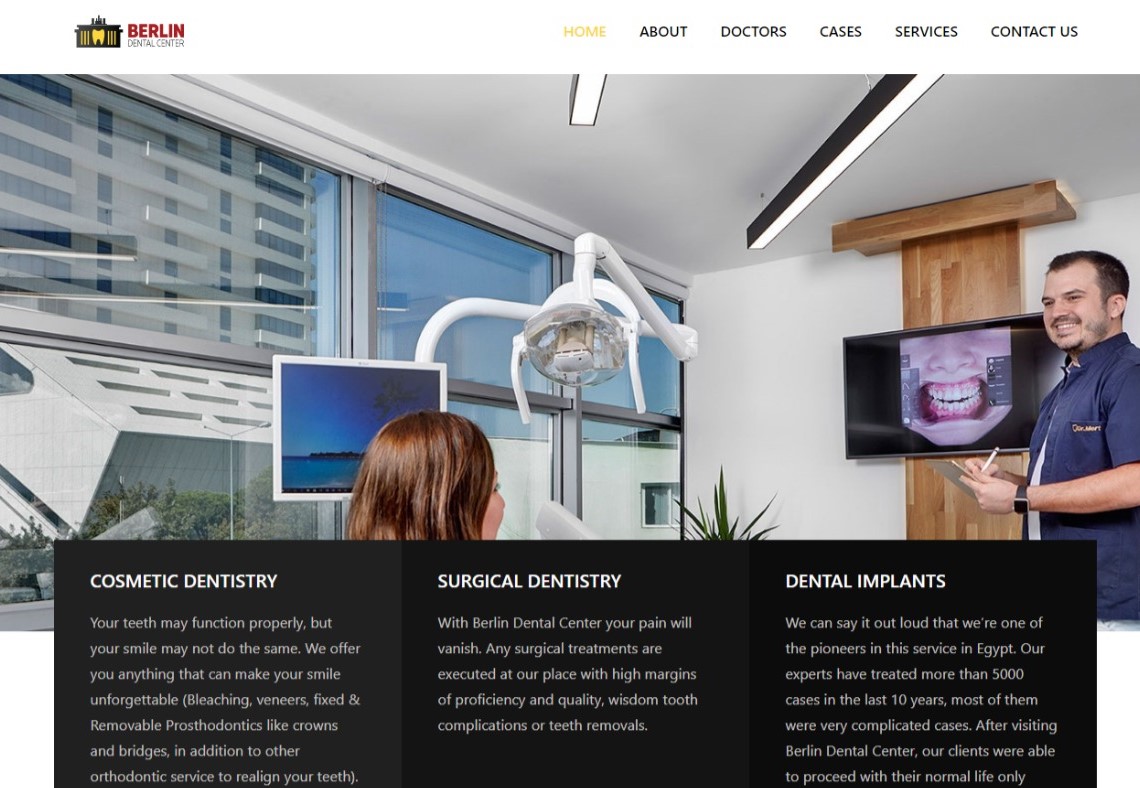 BERLIN
DENTAL CENTER
HOME ABOUT DOCTORS CASES SERVICES CONTACT US
COSMETIC DENTISTRY
Your teeth may function properly, but
your smile may not do the same. We offer
you anything that can make your smile
unforgettable (Bleaching, veneers, fixed &
Removable Prosthodontics like crowns
and bridges, in addition to other
orthodontic service to realign your teeth).
SURGICAL DENTISTRY
With Berlin Dental Center your pain will
vanish. Any surgical treatments are
executed at our place with high margins
of proficiency and quality, wisdom tooth
complications or teeth removals.
DENTAL IMPLANTS
We can say it out loud that we're one of
the pioneers in this service in Egypt. Our
experts have treated more than 5000
cases in the last 10 years, most of them
were very complicated cases. After visiting
Berlin Dental Center, our clients were able
to proceed with their normal life only